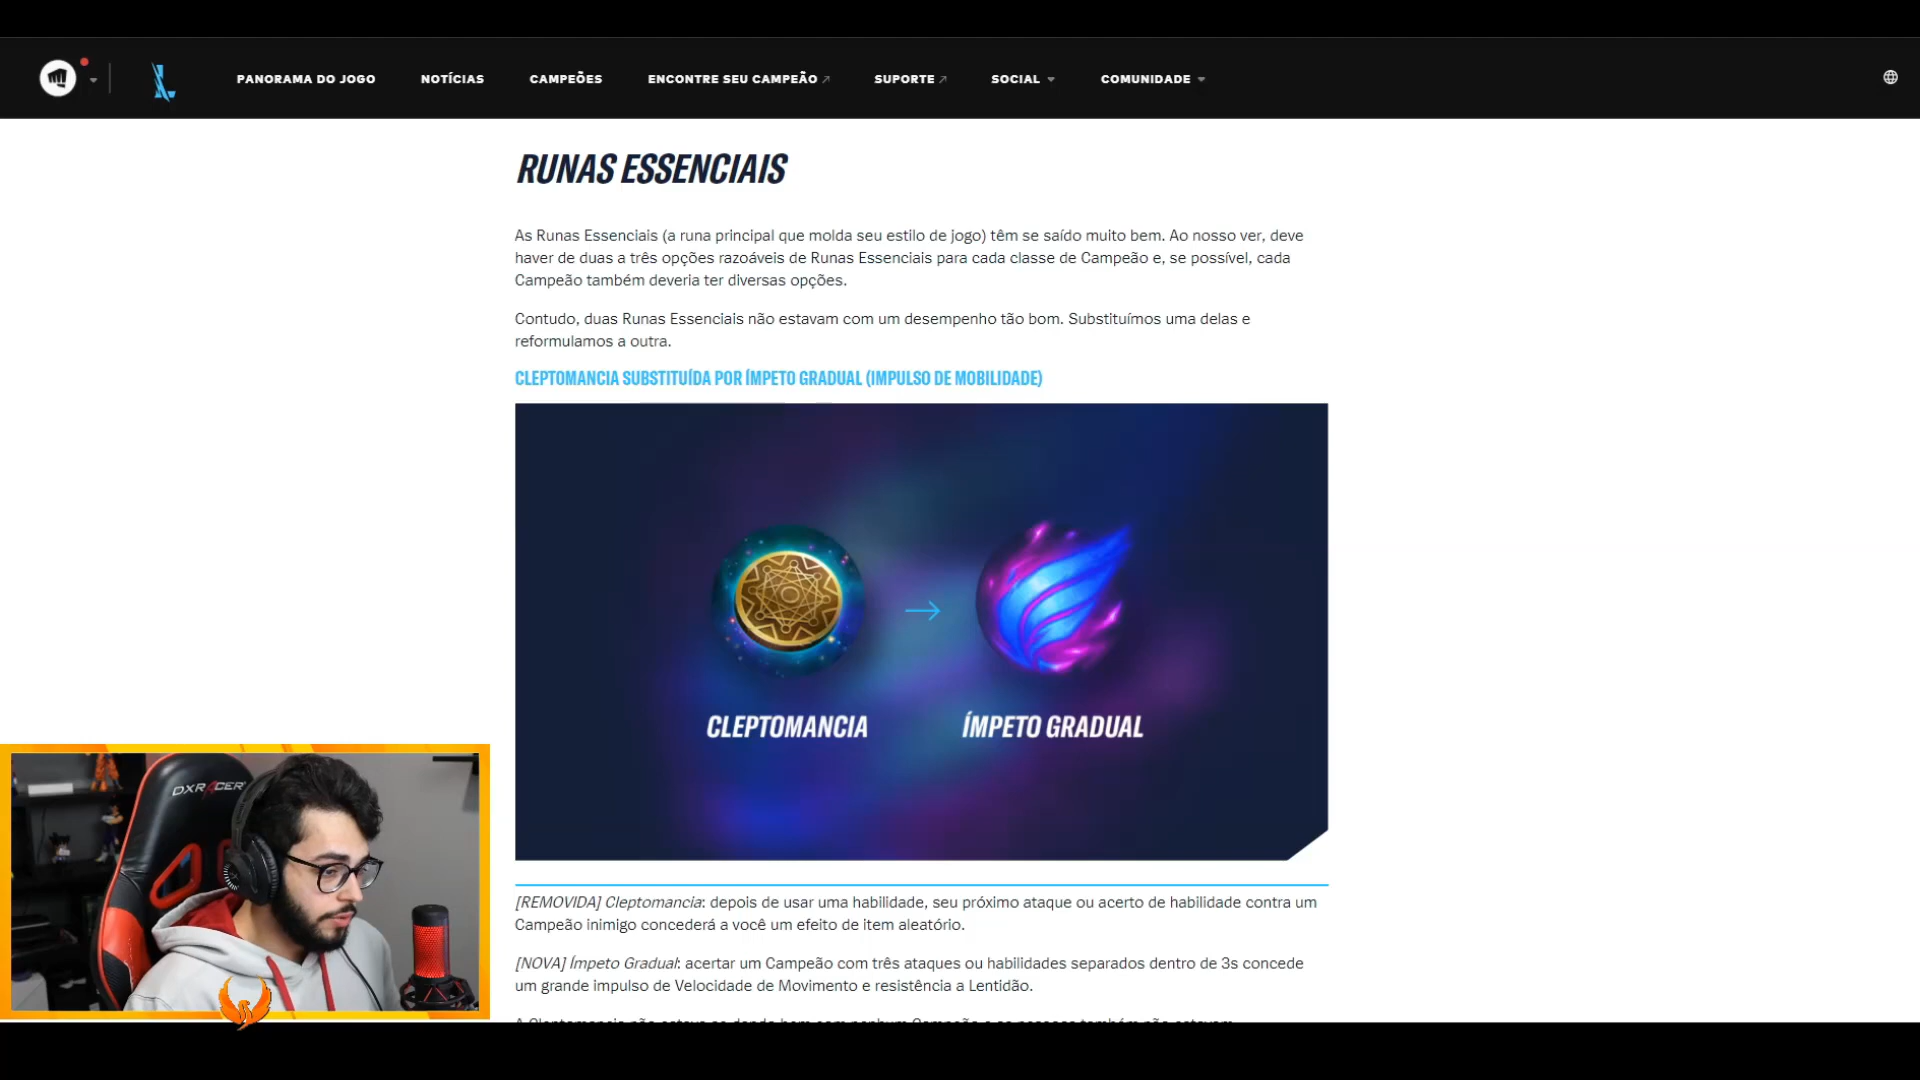 PANORAMA DO JOGO NOTÍCIAS CAMPEÕES ENCONTRE SEU CAMPEÃO SUPORTE SOCIAL COMUNIDADE
RUNAS ESSENCIAIS
As Runas Essenciais (a runa principal que molda seu estilo de jogo) têm se saído muito bem. Ao nosso ver, deve
haver de duas a três opções razoáveis de Runas Essenciais para cada classe de Campeão e, se possível, cada
Campeão também deveria ter diversas opções.
Contudo, duas Runas Essenciais não estavam com um desempenho tão bom. Substituímos uma delas e
reformulamos a outra.
CLEPTOMANCIA SUBSTITUÍDA POR ÍMPETO GRADUAL (IMPULSO DE MOBILIDADE)
CLEPTOMANCIA
ÍMPETO GRADUAL
[REMOVIDA] Cleptomancia: depois de usar uma habilidade, seu próximo ataque ou acerto de habilidade contra um
Campeão inimigo concederá a você um efeito de item aleatório.
[NOVA] Ímpeto Gradual: acertar um Campeão com três ataques ou habilidades separados dentro de 3s concede
um grande impulso de Velocidade de Movimento e resistência a Lentidão.
DXRACER